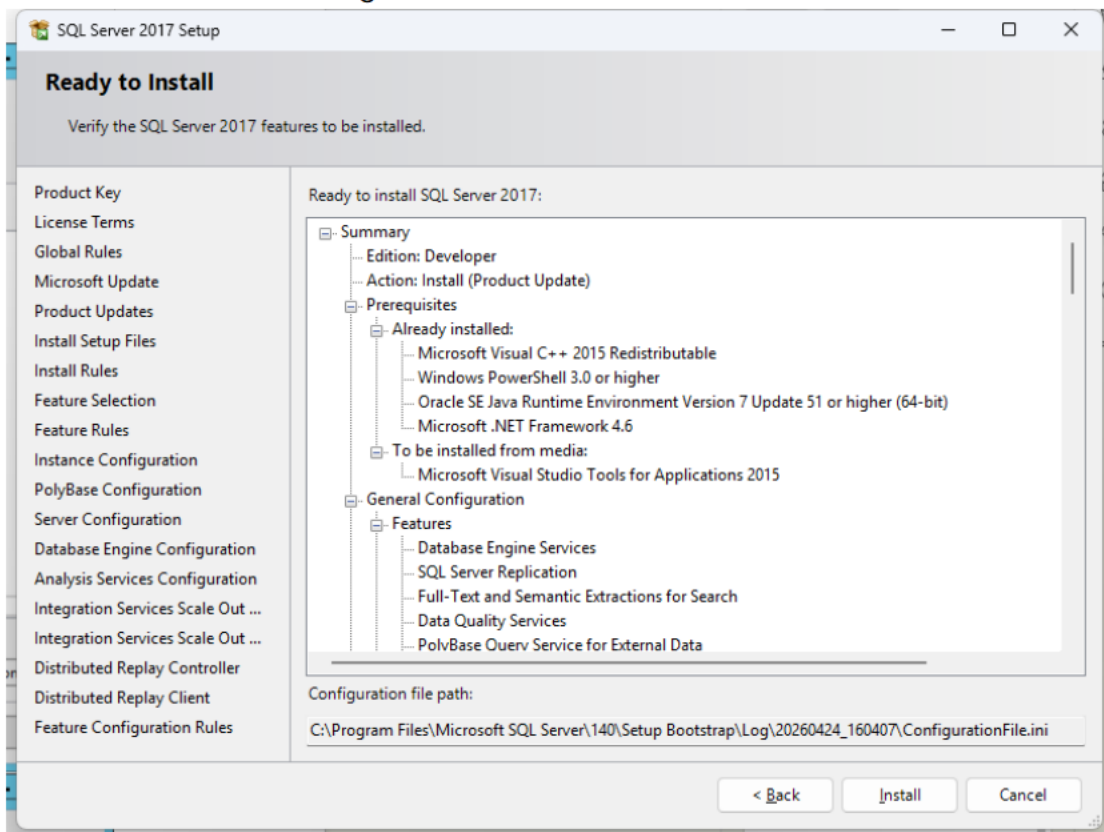 SQL Server 2017 Setup
Ready to Install
Verify the SQL Server 2017 features to be installed.
Product Key
License Terms
Global Rules
Microsoft Update
Product Updates
Install Setup Files
Install Rules
Feature Selection
Feature Rules
Instance Configuration
PolyBase Configuration
Server Configuration
Database Engine Configuration
Analysis Services Configuration
Integration Services Scale Out ...
Integration Services Scale Out ...
Distributed Replay Controller
Distributed Replay Client
Feature Configuration Rules
Ready to install SQL Server 2017:
Summary
Edition: Developer
Action: Install (Product Update)
Prerequisites
Already installed:
Microsoft Visual C++ 2015 Redistributable
Windows PowerShell 3.0 or higher
Oracle SE Java Runtime Environment Version 7 Update 51 or higher (64-bit)
Microsoft .NET Framework 4.6
To be installed from media:
Microsoft Visual Studio Tools for Applications 2015
General Configuration
Features
Database Engine Services
SQL Server Replication
Full-Text and Semantic Extractions for Search
Data Quality Services
PolyBase Query Service for External Data
Configuration file path:
C:\Program Files\Microsoft SQL Server\140\Setup Bootstrap\Log\20260424_160407\ConfigurationFile.ini
< Back
Install
Cancel